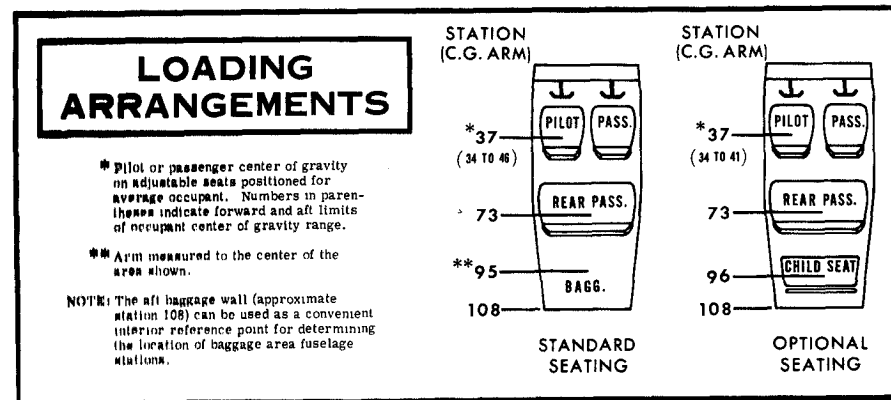 LOADING
ARRANGEMENTS
* Pilot or passenger center of gravity
on adjustable seats positioned for
average occupant. Numbers in paren-
theses indicate forward and aft limits
of occupant center of gravity range.
** Arm measured to the center of the
area shown.
NOTE: The aft baggage wall (approximate
station 108) can be used as a convenient
interior reference point for determining
the location of baggage area fuselage
stations.
STATION
(C.G. ARM)
PILOT PASS.
*37
(34 TO 46)
REAR PASS.
73
**95
BAGG.
108
STANDARD
SEATING
STATION
(C.G. ARM)
PILOT PASS.
*37
(34 TO 41)
REAR PASS.
73
CHILD SEAT
96
108
OPTIONAL
SEATING